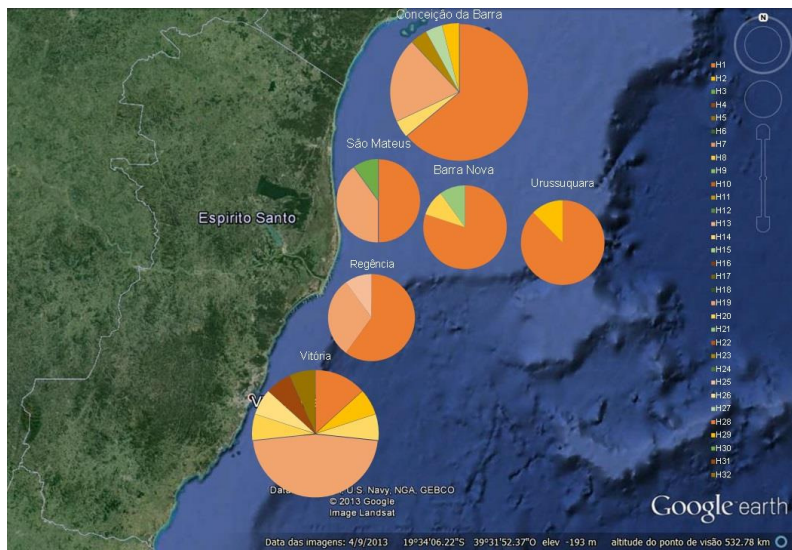 Conceição da Barra
N
São Mateus
Barra Nova
Urussuquara
Espirito Santo
Regência
Vitória
V
H1
H2
H3
H4
H5
H6
H7
H8
H9
H10
H11
H12
H13
H14
H15
H16
H17
H18
H19
H20
H21
H22
H23
H24
H25
H26
H27
H28
H29
H30
H31
H32
U.S. Navy, NGA, GEBCO
© 2013 Google
Image Landsat
Google earth
Data das imagens: 4/9/2013 19°34'06.22"S 39°31'52.37"O elev -193 m altitude do ponto de visão 532.78 km